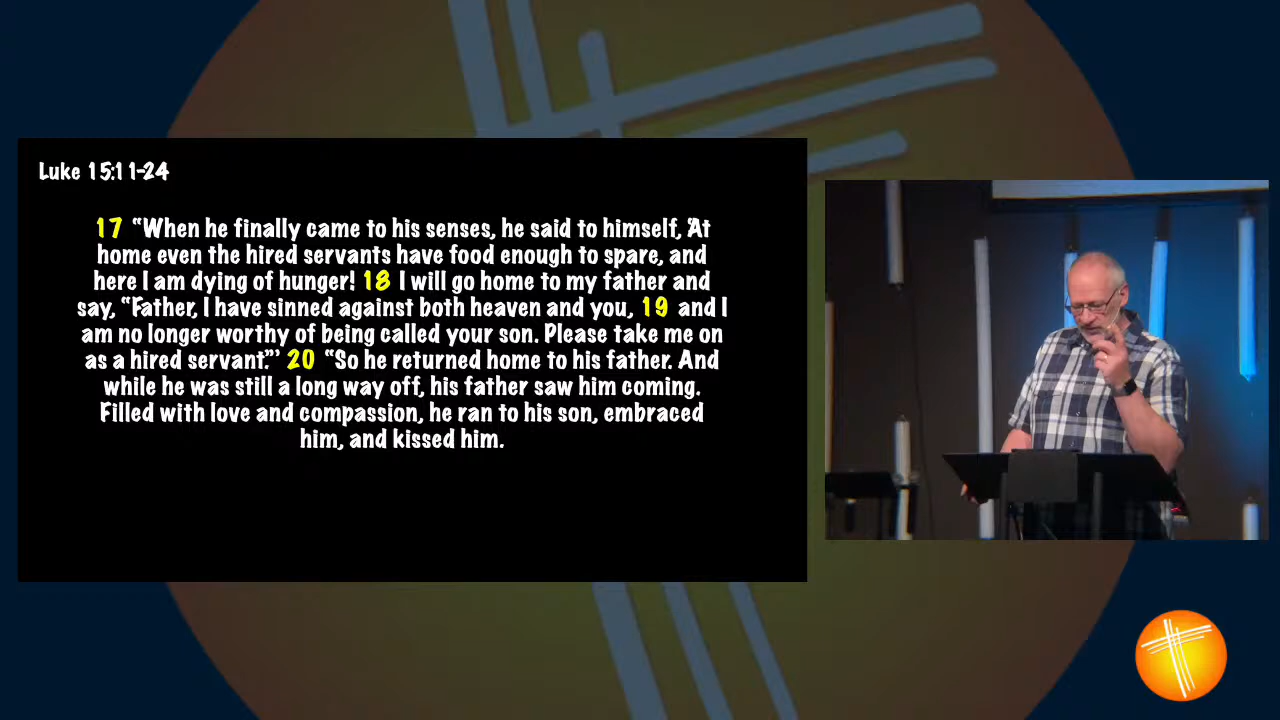 Luke 15:11-24
17 “When he finally came to his senses, he said to himself, ‘At
home even the hired servants have food enough to spare, and
here I am dying of hunger! 18 I will go home to my father and
say, “Father, I have sinned against both heaven and you, 19 and I
am no longer worthy of being called your son. Please take me on
as a hired servant.”’ 20 “So he returned home to his father. And
while he was still a long way off, his father saw him coming.
Filled with love and compassion, he ran to his son, embraced
him, and kissed him.